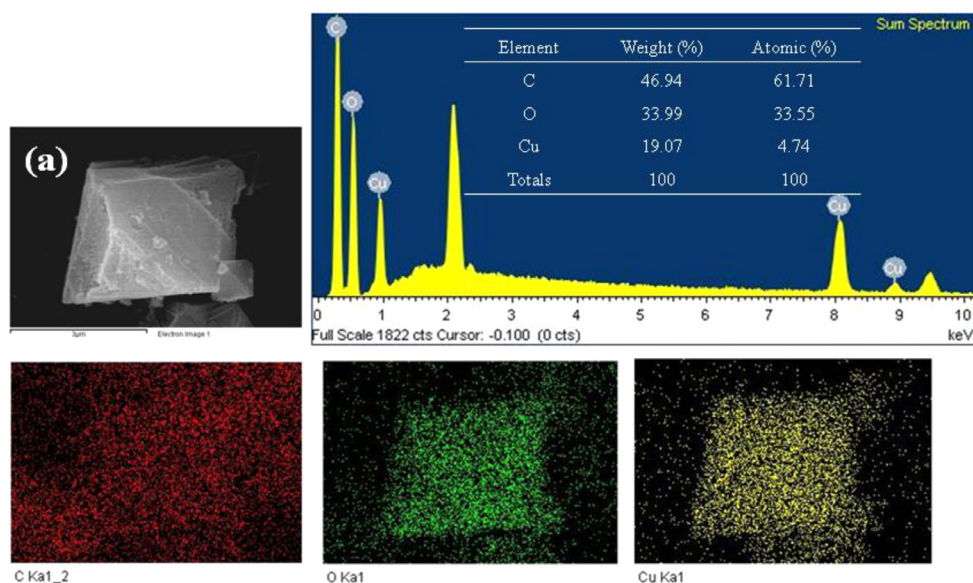 Sum Spectrum
Element Weight (%) Atomic (%)
C 46.94 61.71
O 33.99 33.55
Cu 19.07 4.74
Totals 100 100
C
O
Cu
Cu
Cu
0 1 2 3 4 5 6 7 8 9 10
Full Scale 1822 cts Cursor: -0.100 (0 cts) keV
(a)
3µm Electron Image 1
C Ka1_2 O Ka1 Cu Ka1